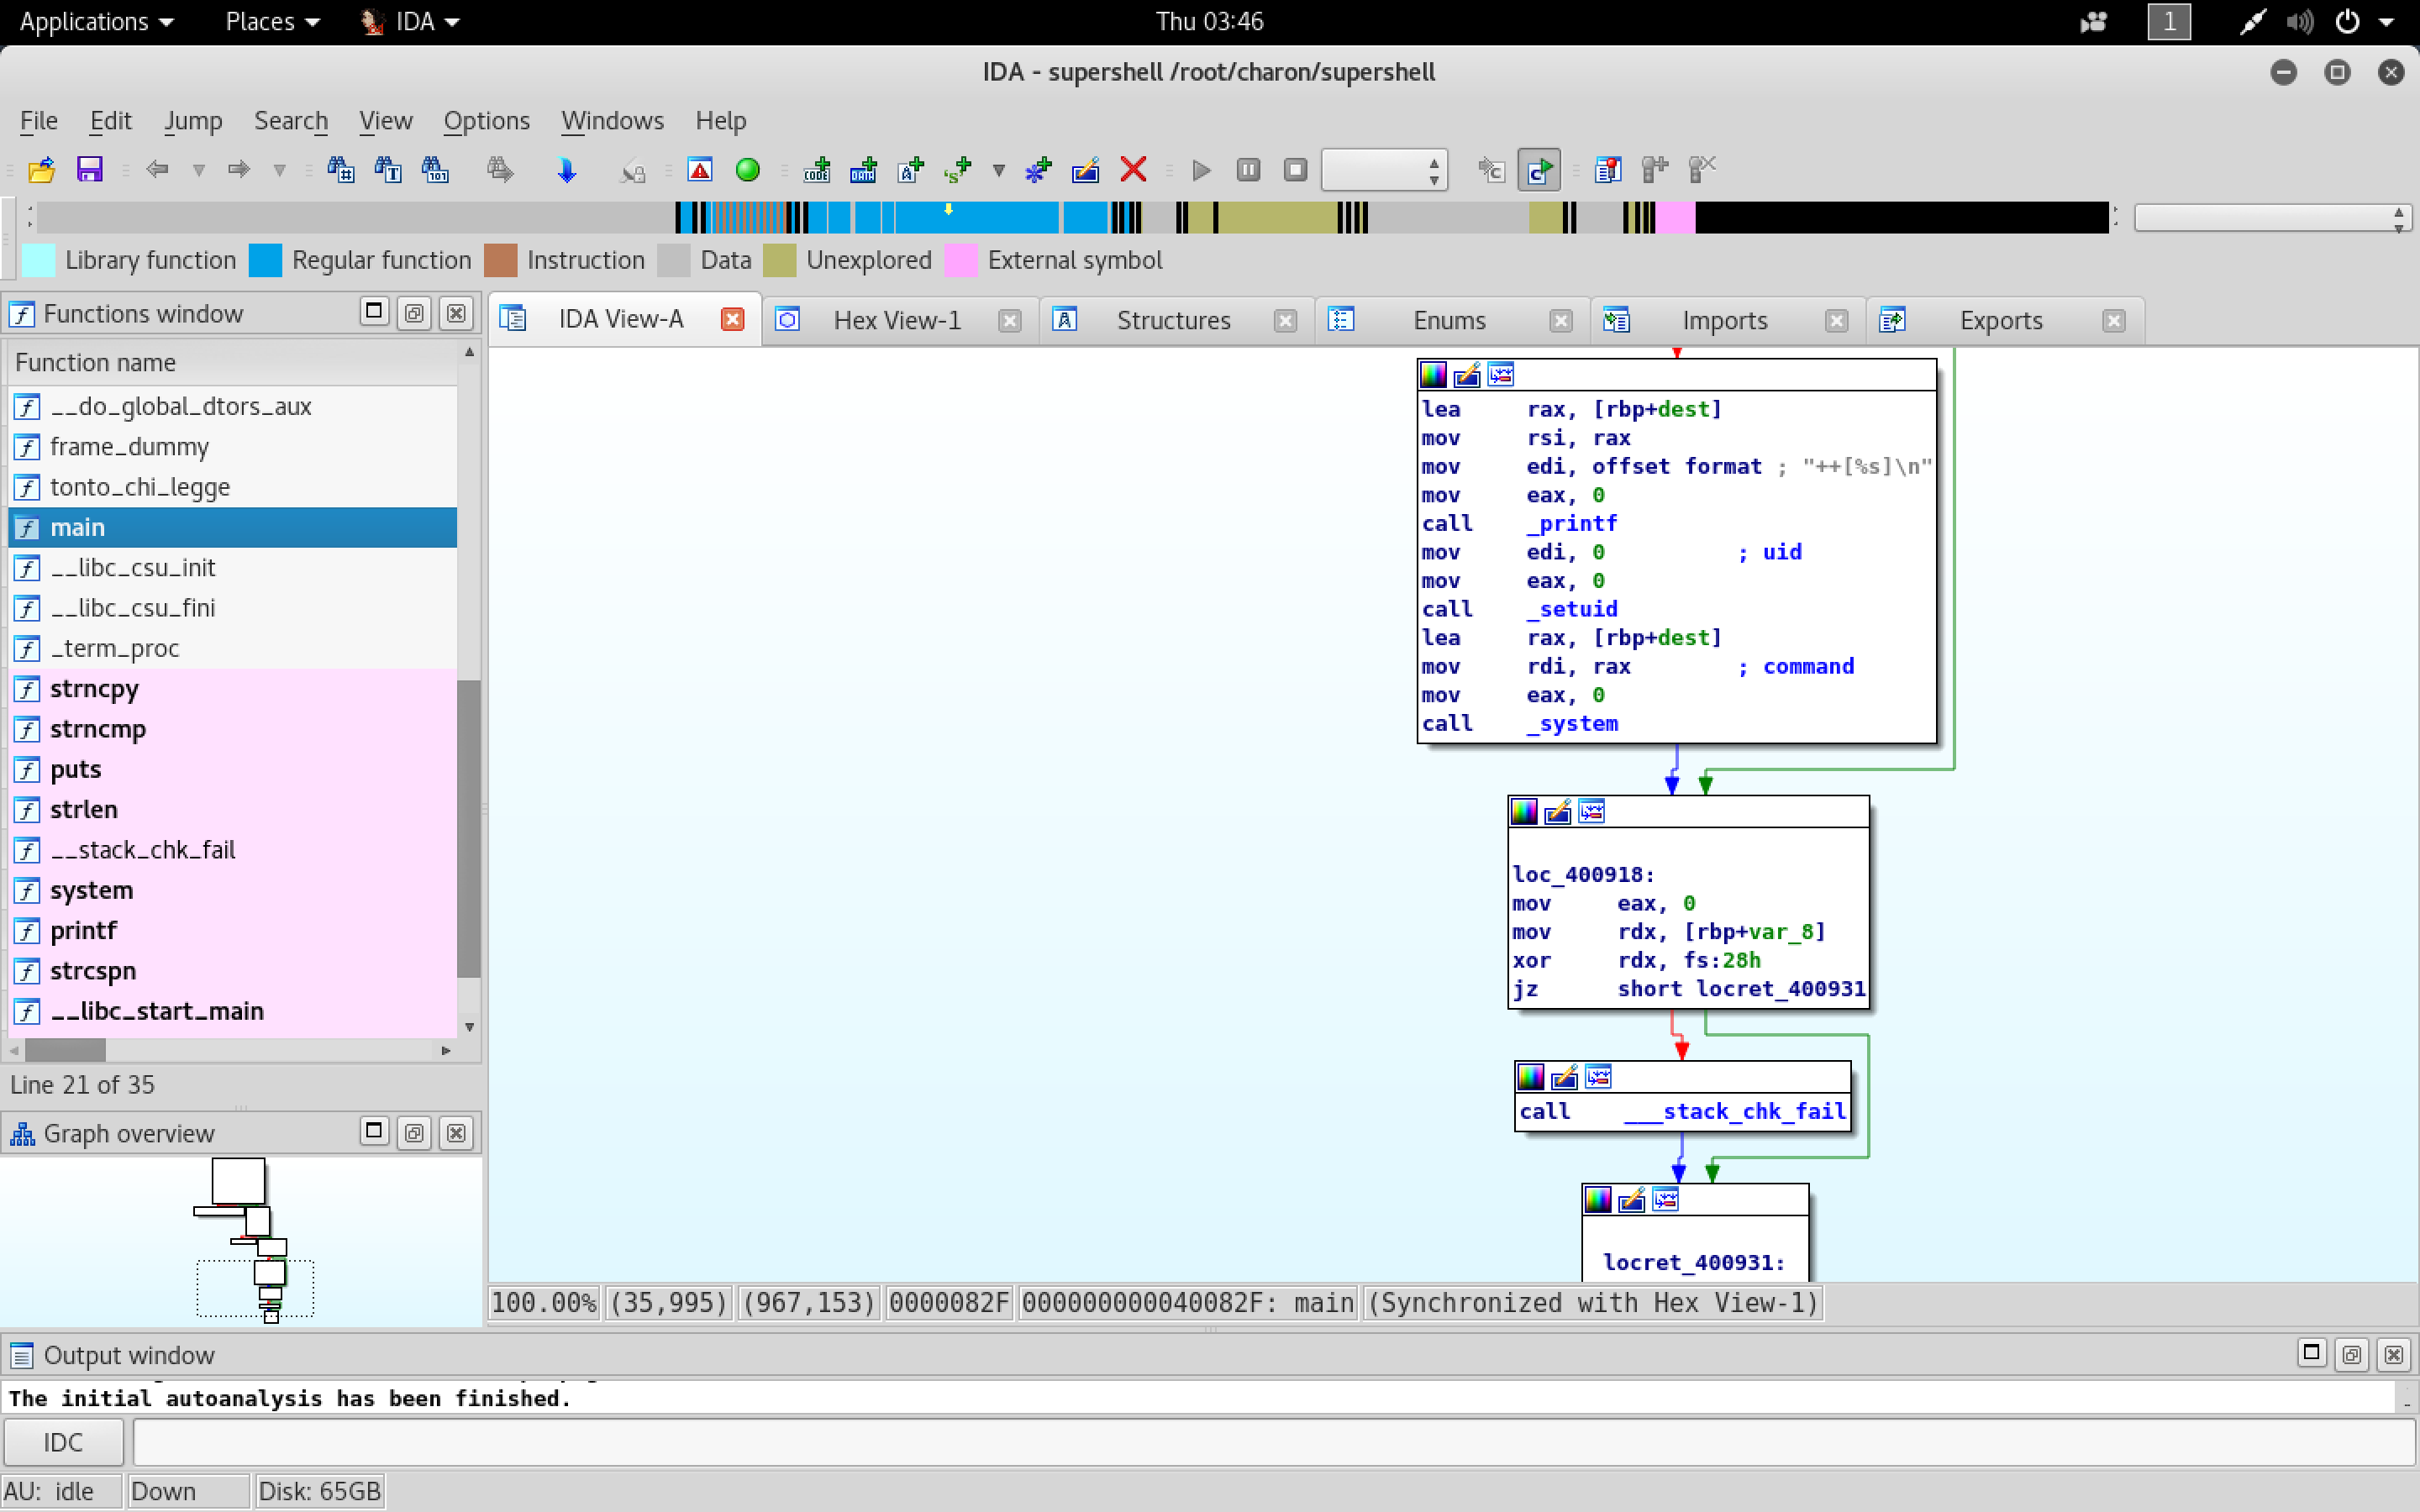 Applications Places IDA Thu 03:46 1
IDA - supershell /root/charon/supershell
File Edit Jump Search View Options Windows Help
Library function Regular function Instruction Data Unexplored External symbol
Functions window
IDA View-A Hex View-1 Structures Enums Imports Exports
Function name
__do_global_dtors_aux
frame_dummy
tonto_chi_legge
main
__libc_csu_init
__libc_csu_fini
_term_proc
strncpy
strncmp
puts
strlen
__stack_chk_fail
system
printf
strcspn
__libc_start_main
Line 21 of 35
Graph overview
lea rax, [rbp+dest]
mov rsi, rax
mov edi, offset format ; "++[%s]\n"
mov eax, 0
call _printf
mov edi, 0 ; uid
mov eax, 0
call _setuid
lea rax, [rbp+dest]
mov rdi, rax ; command
mov eax, 0
call _system
loc_400918:
mov eax, 0
mov rdx, [rbp+var_8]
xor rdx, fs:28h
jz short locret_400931
call ___stack_chk_fail
locret_400931:
100.00% (35,995) (967,153) 0000082F 000000000040082F: main (Synchronized with Hex View-1)
Output window
The initial autoanalysis has been finished.
IDC
AU: idle Down Disk: 65GB